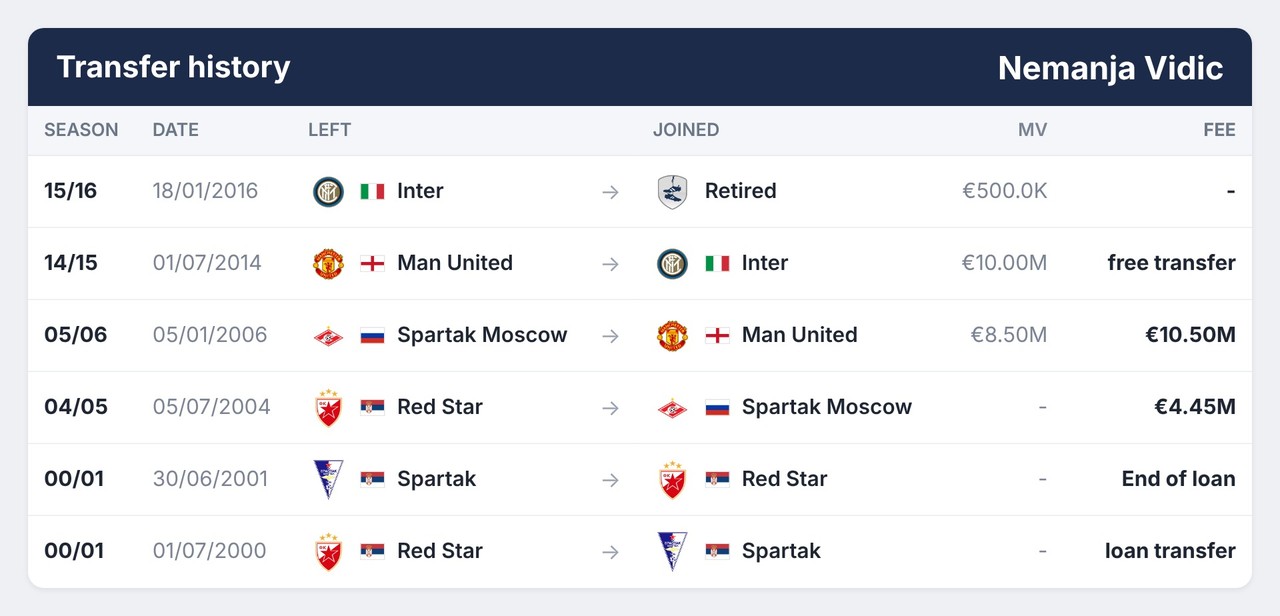 Transfer history Nemanja Vidic
SEASON DATE LEFT JOINED MV FEE
15/16 18/01/2016 Inter → Retired €500.0K -
14/15 01/07/2014 Man United → Inter €10.00M free transfer
05/06 05/01/2006 Spartak Moscow → Man United €8.50M €10.50M
04/05 05/07/2004 Red Star → Spartak Moscow - €4.45M
00/01 30/06/2001 Spartak → Red Star - End of loan
00/01 01/07/2000 Red Star → Spartak - loan transfer